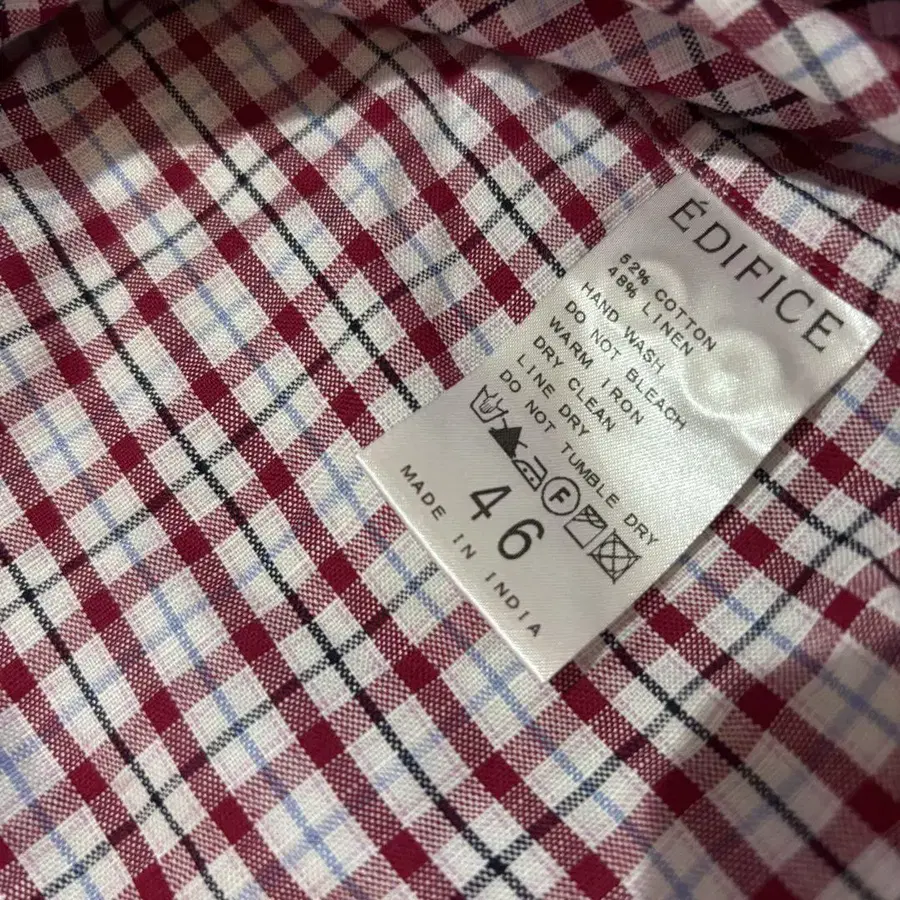 ÉDIFICE
52% COTTON
48% LINEN
HAND WASH
DO NOT BLEACH
WARM IRON
DRY CLEAN
LINE DRY
DO NOT TUMBLE DRY
F
46
MADE IN INDIA